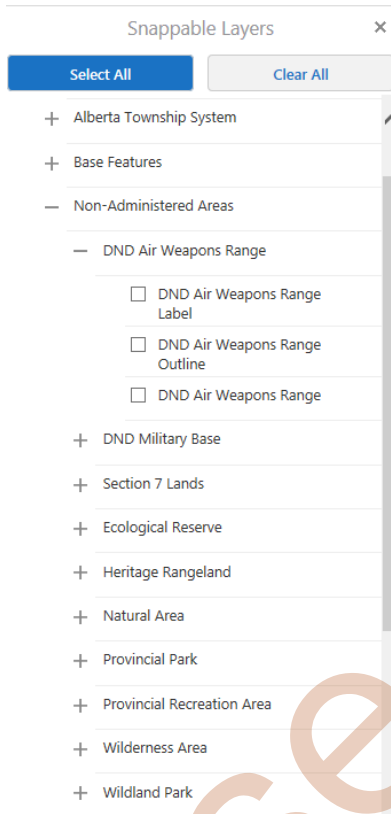 Snappable Layers
Select All
Clear All
Alberta Township System
Base Features
Non-Administered Areas
DND Air Weapons Range
DND Air Weapons Range
Label
DND Air Weapons Range
Outline
DND Air Weapons Range
DND Military Base
Section 7 Lands
Ecological Reserve
Heritage Rangeland
Natural Area
Provincial Park
Provincial Recreation Area
Wilderness Area
Wildland Park